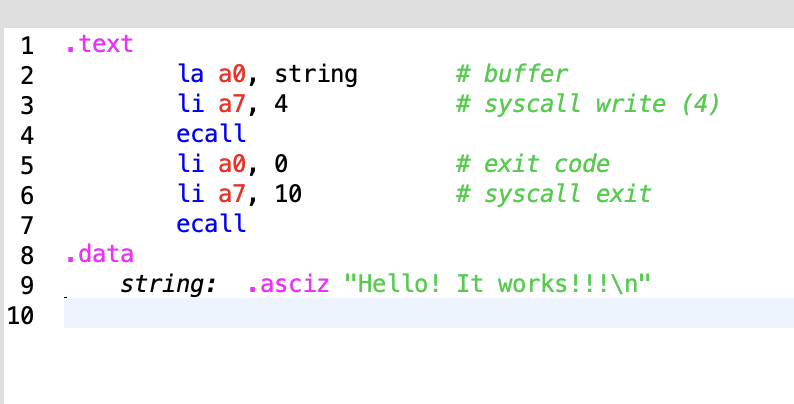 1 .text
2 la a0, string # buffer
3 li a7, 4 # syscall write (4)
4 ecall
5 li a0, 0 # exit code
6 li a7, 10 # syscall exit
7 ecall
8 .data
9 string: .asciz "Hello! It works!!!\n"
10